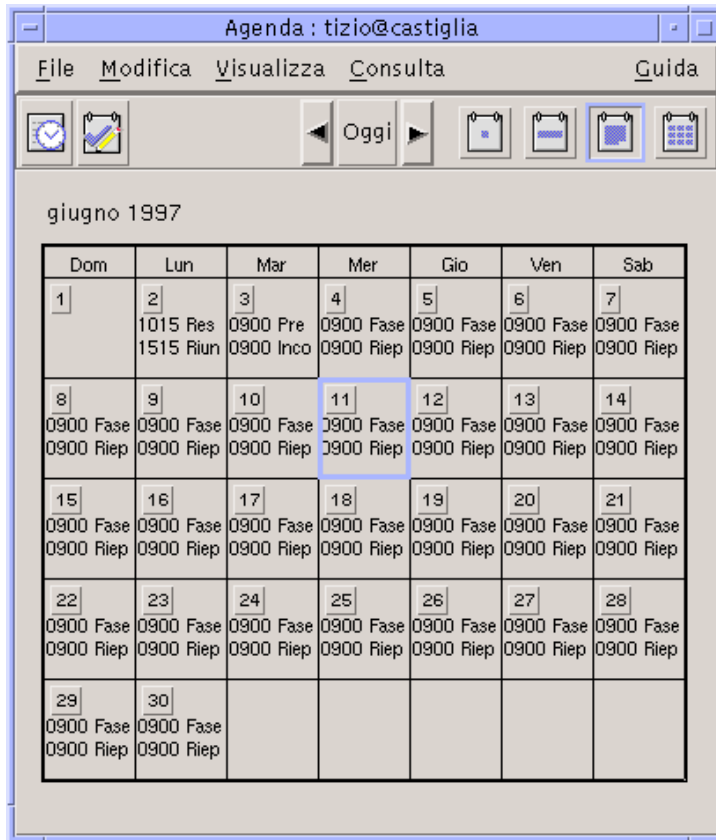 Agenda : tizio@castiglia
File Modifica Visualizza Consulta Guida
Oggi
giugno 1997
Dom Lun Mar Mer Gio Ven Sab
1 2 3 4 5 6 7
1015 Res 0900 Pre 0900 Fase 0900 Fase 0900 Fase 0900 Fase
1515 Riun 0900 Inco 0900 Riep 0900 Riep 0900 Riep 0900 Riep
8 9 10 11 12 13 14
0900 Fase 0900 Fase 0900 Fase 0900 Fase 0900 Fase 0900 Fase 0900 Fase
0900 Riep 0900 Riep 0900 Riep 0900 Riep 0900 Riep 0900 Riep 0900 Riep
15 16 17 18 19 20 21
0900 Fase 0900 Fase 0900 Fase 0900 Fase 0900 Fase 0900 Fase 0900 Fase
0900 Riep 0900 Riep 0900 Riep 0900 Riep 0900 Riep 0900 Riep 0900 Riep
22 23 24 25 26 27 28
0900 Fase 0900 Fase 0900 Fase 0900 Fase 0900 Fase 0900 Fase 0900 Fase
0900 Riep 0900 Riep 0900 Riep 0900 Riep 0900 Riep 0900 Riep 0900 Riep
29 30
0900 Fase 0900 Fase
0900 Riep 0900 Riep